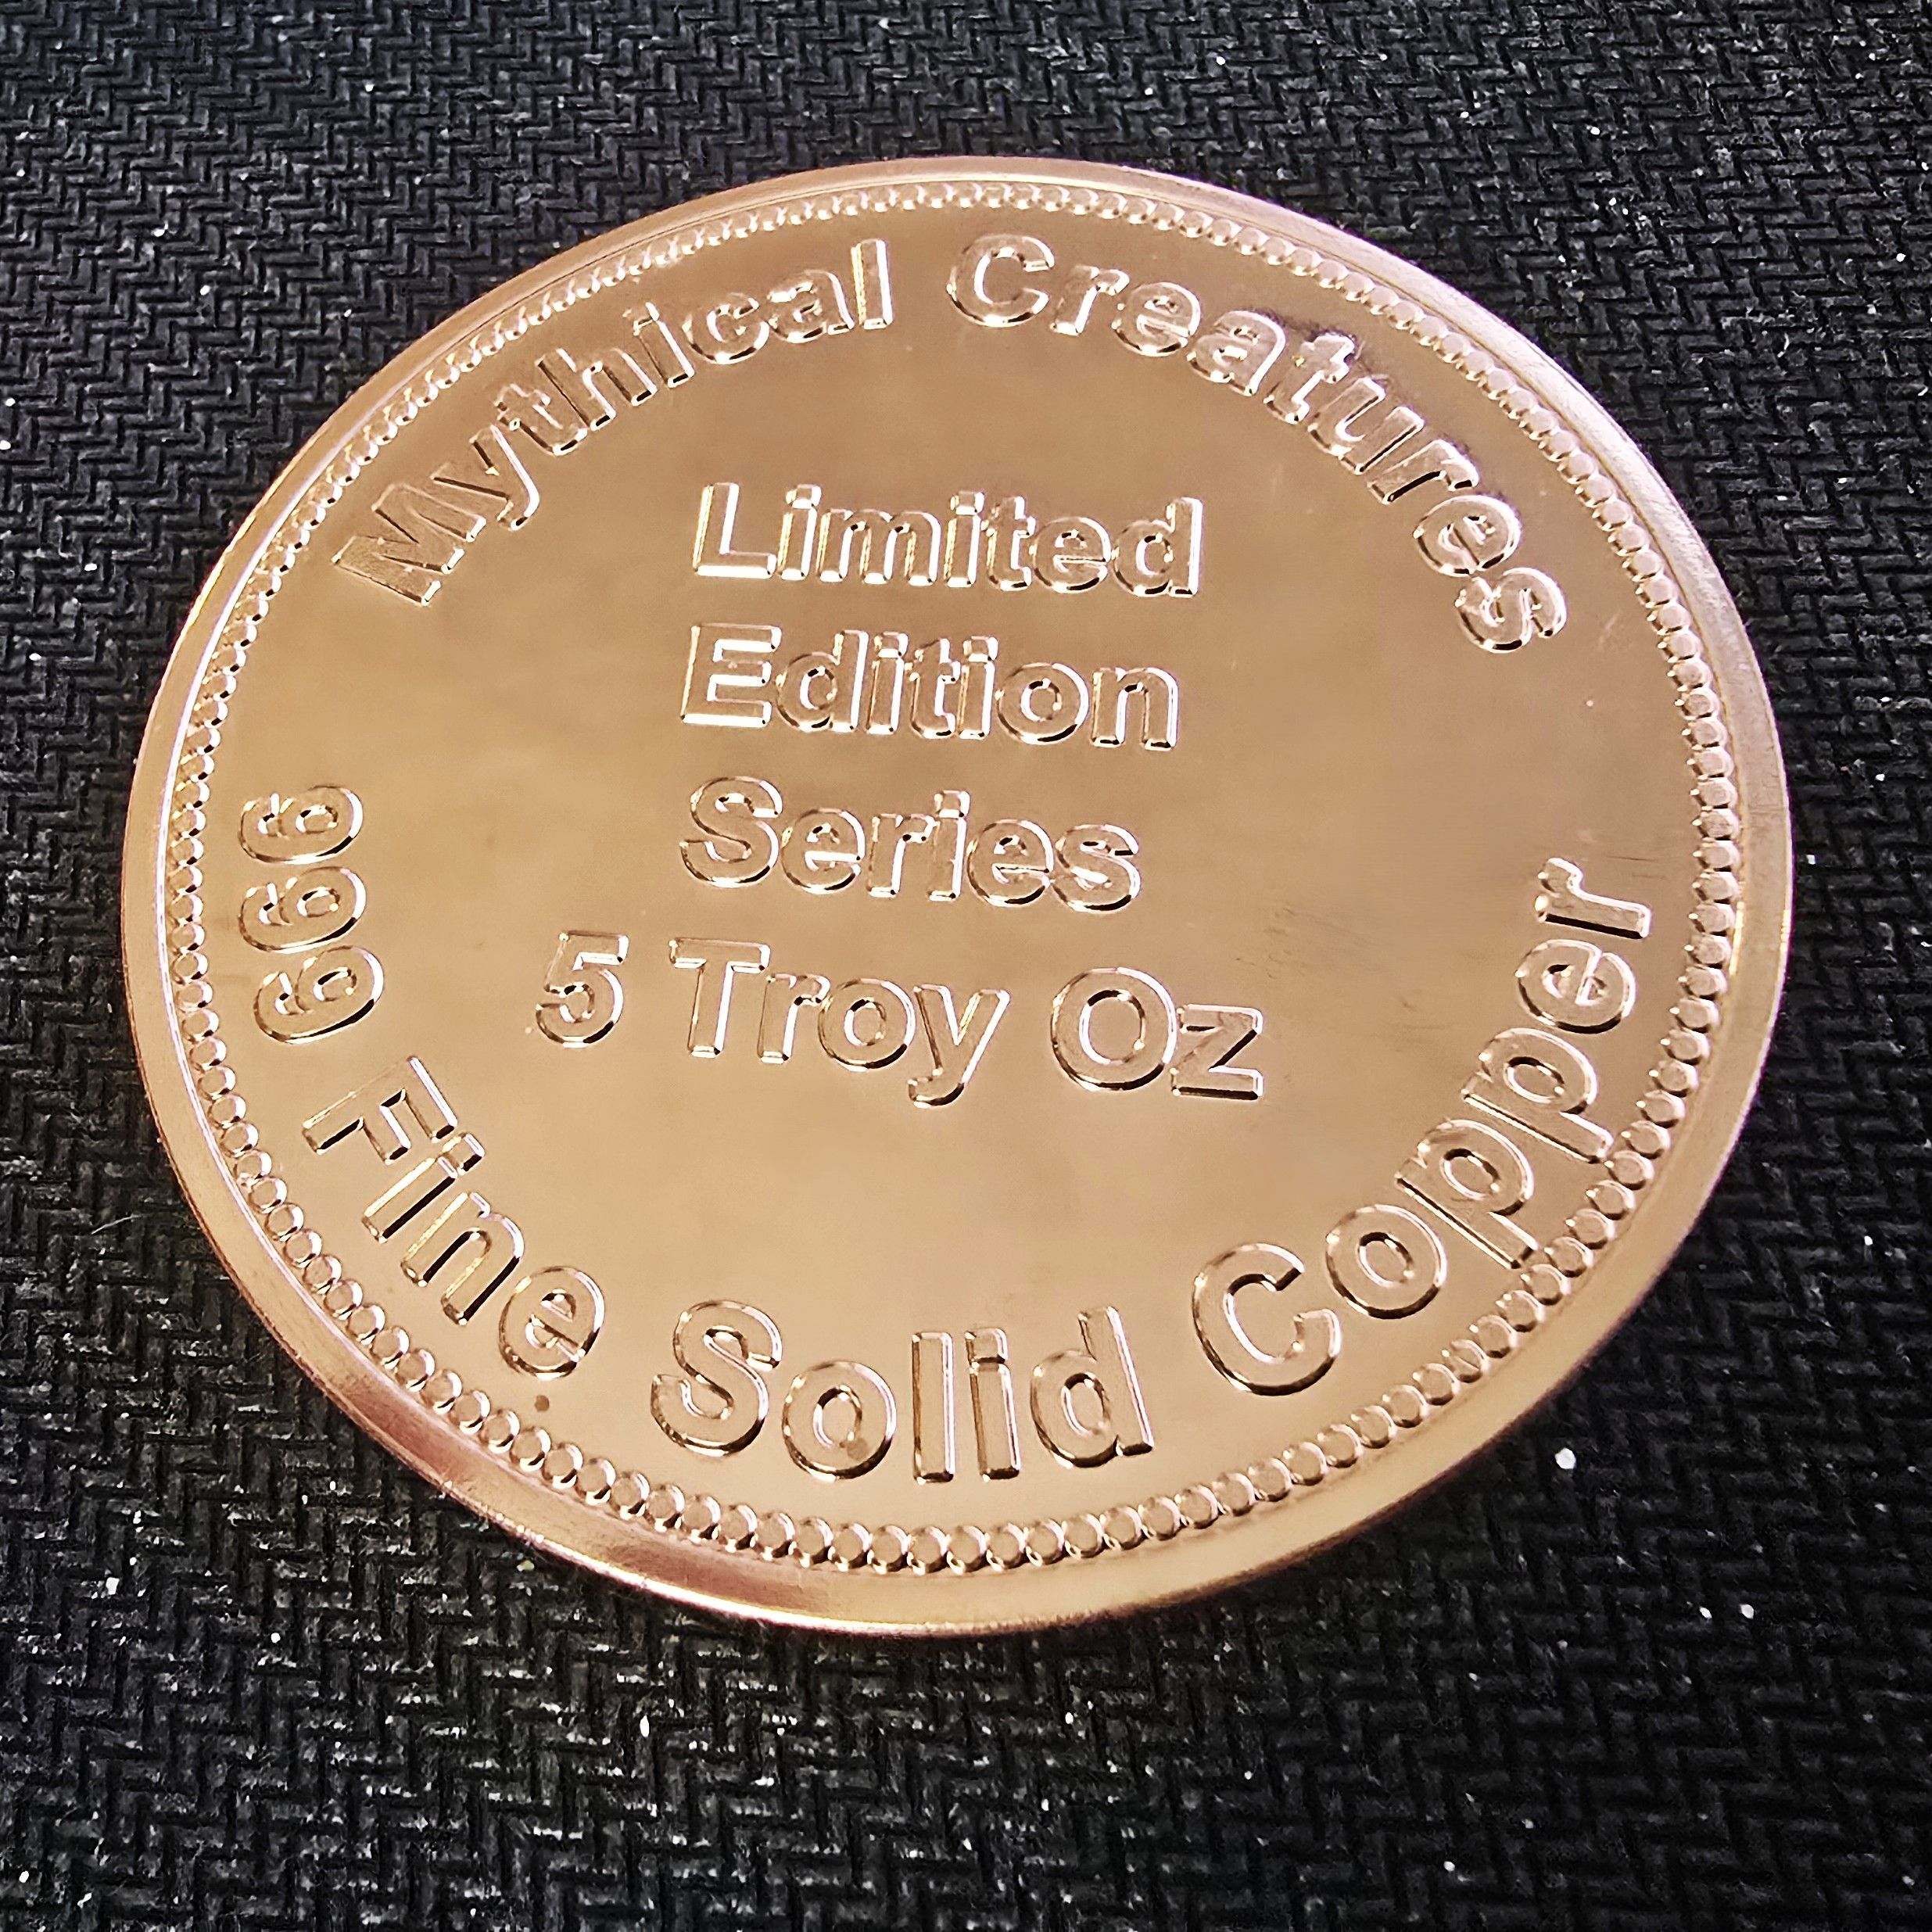 Mythical Creatures
Limited
Edition
Series
5 Troy Oz
999 Fine Solid Copper